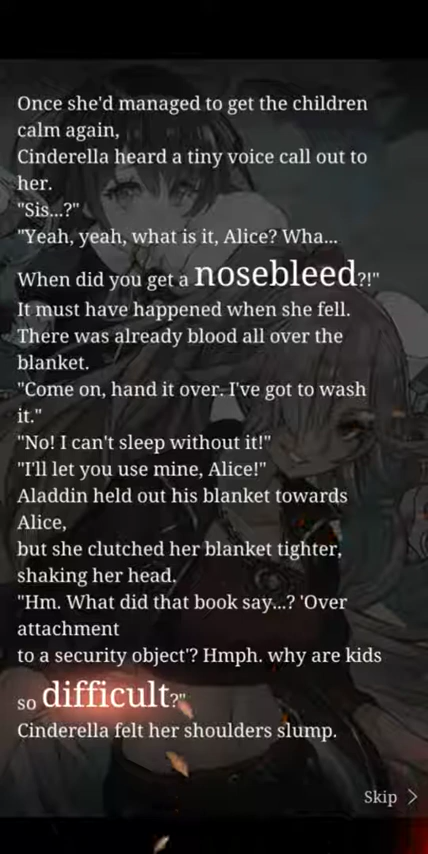 Once she'd managed to get the children
calm again,
Cinderella heard a tiny voice call out to
her.
"Sis...?"
"Yeah, yeah, what is it, Alice? Wha...
When did you get a nosebleed?!"
It must have happened when she fell.
There was already blood all over the
blanket.
"Come on, hand it over. I've got to wash
it."
"No! I can't sleep without it!"
"I'll let you use mine, Alice!"
Aladdin held out his blanket towards
Alice,
but she clutched her blanket tighter,
shaking her head.
"Hm. What did that book say...? 'Over
attachment
to a security object'? Hmph. why are kids
so difficult?"
Cinderella felt her shoulders slump.
Skip >